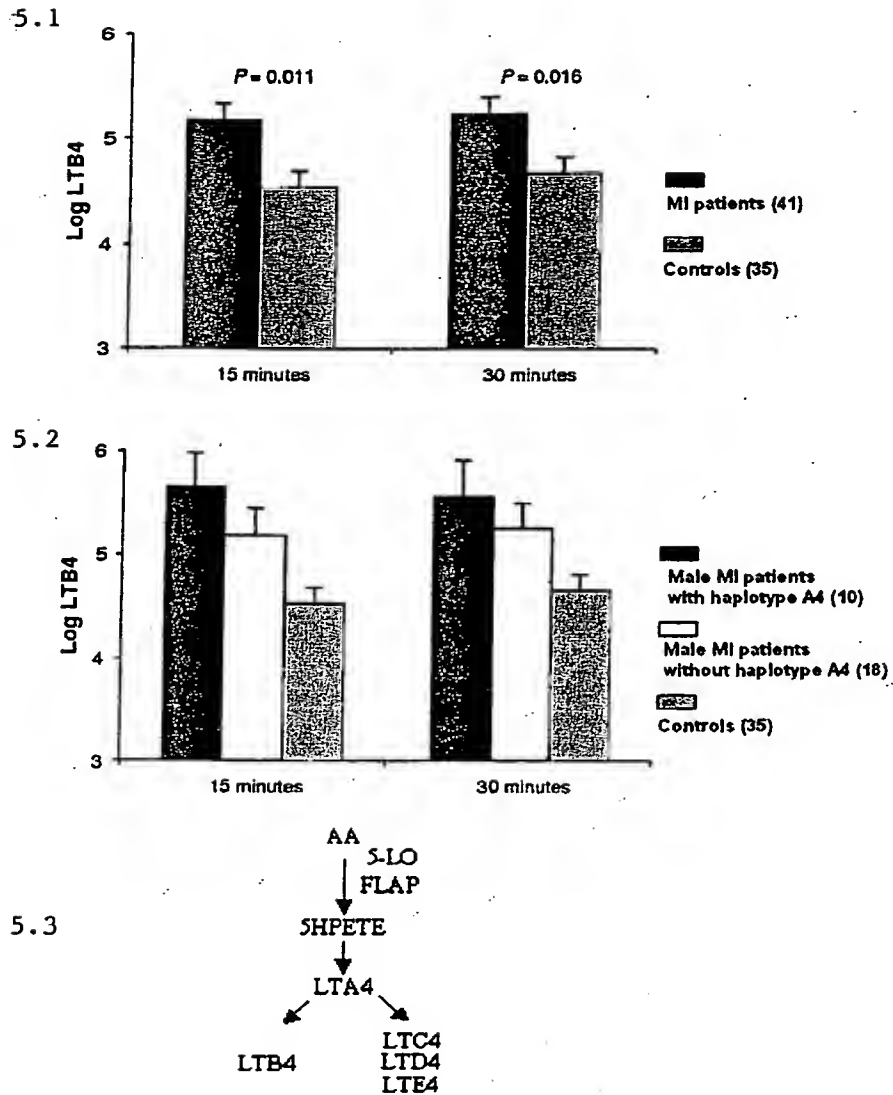 5.1
6
5
4
3
Log LTB4
P = 0.011
P = 0.016
15 minutes
30 minutes
MI patients (41)
Controls (35)
5.2
6
5
4
3
Log LTB4
15 minutes
30 minutes
Male MI patients
with haplotype A4 (10)
Male MI patients
without haplotype A4 (18)
Controls (35)
5.3
AA
5-LO
FLAP
5HPETE
LTA4
LTB4
LTC4
LTD4
LTE4